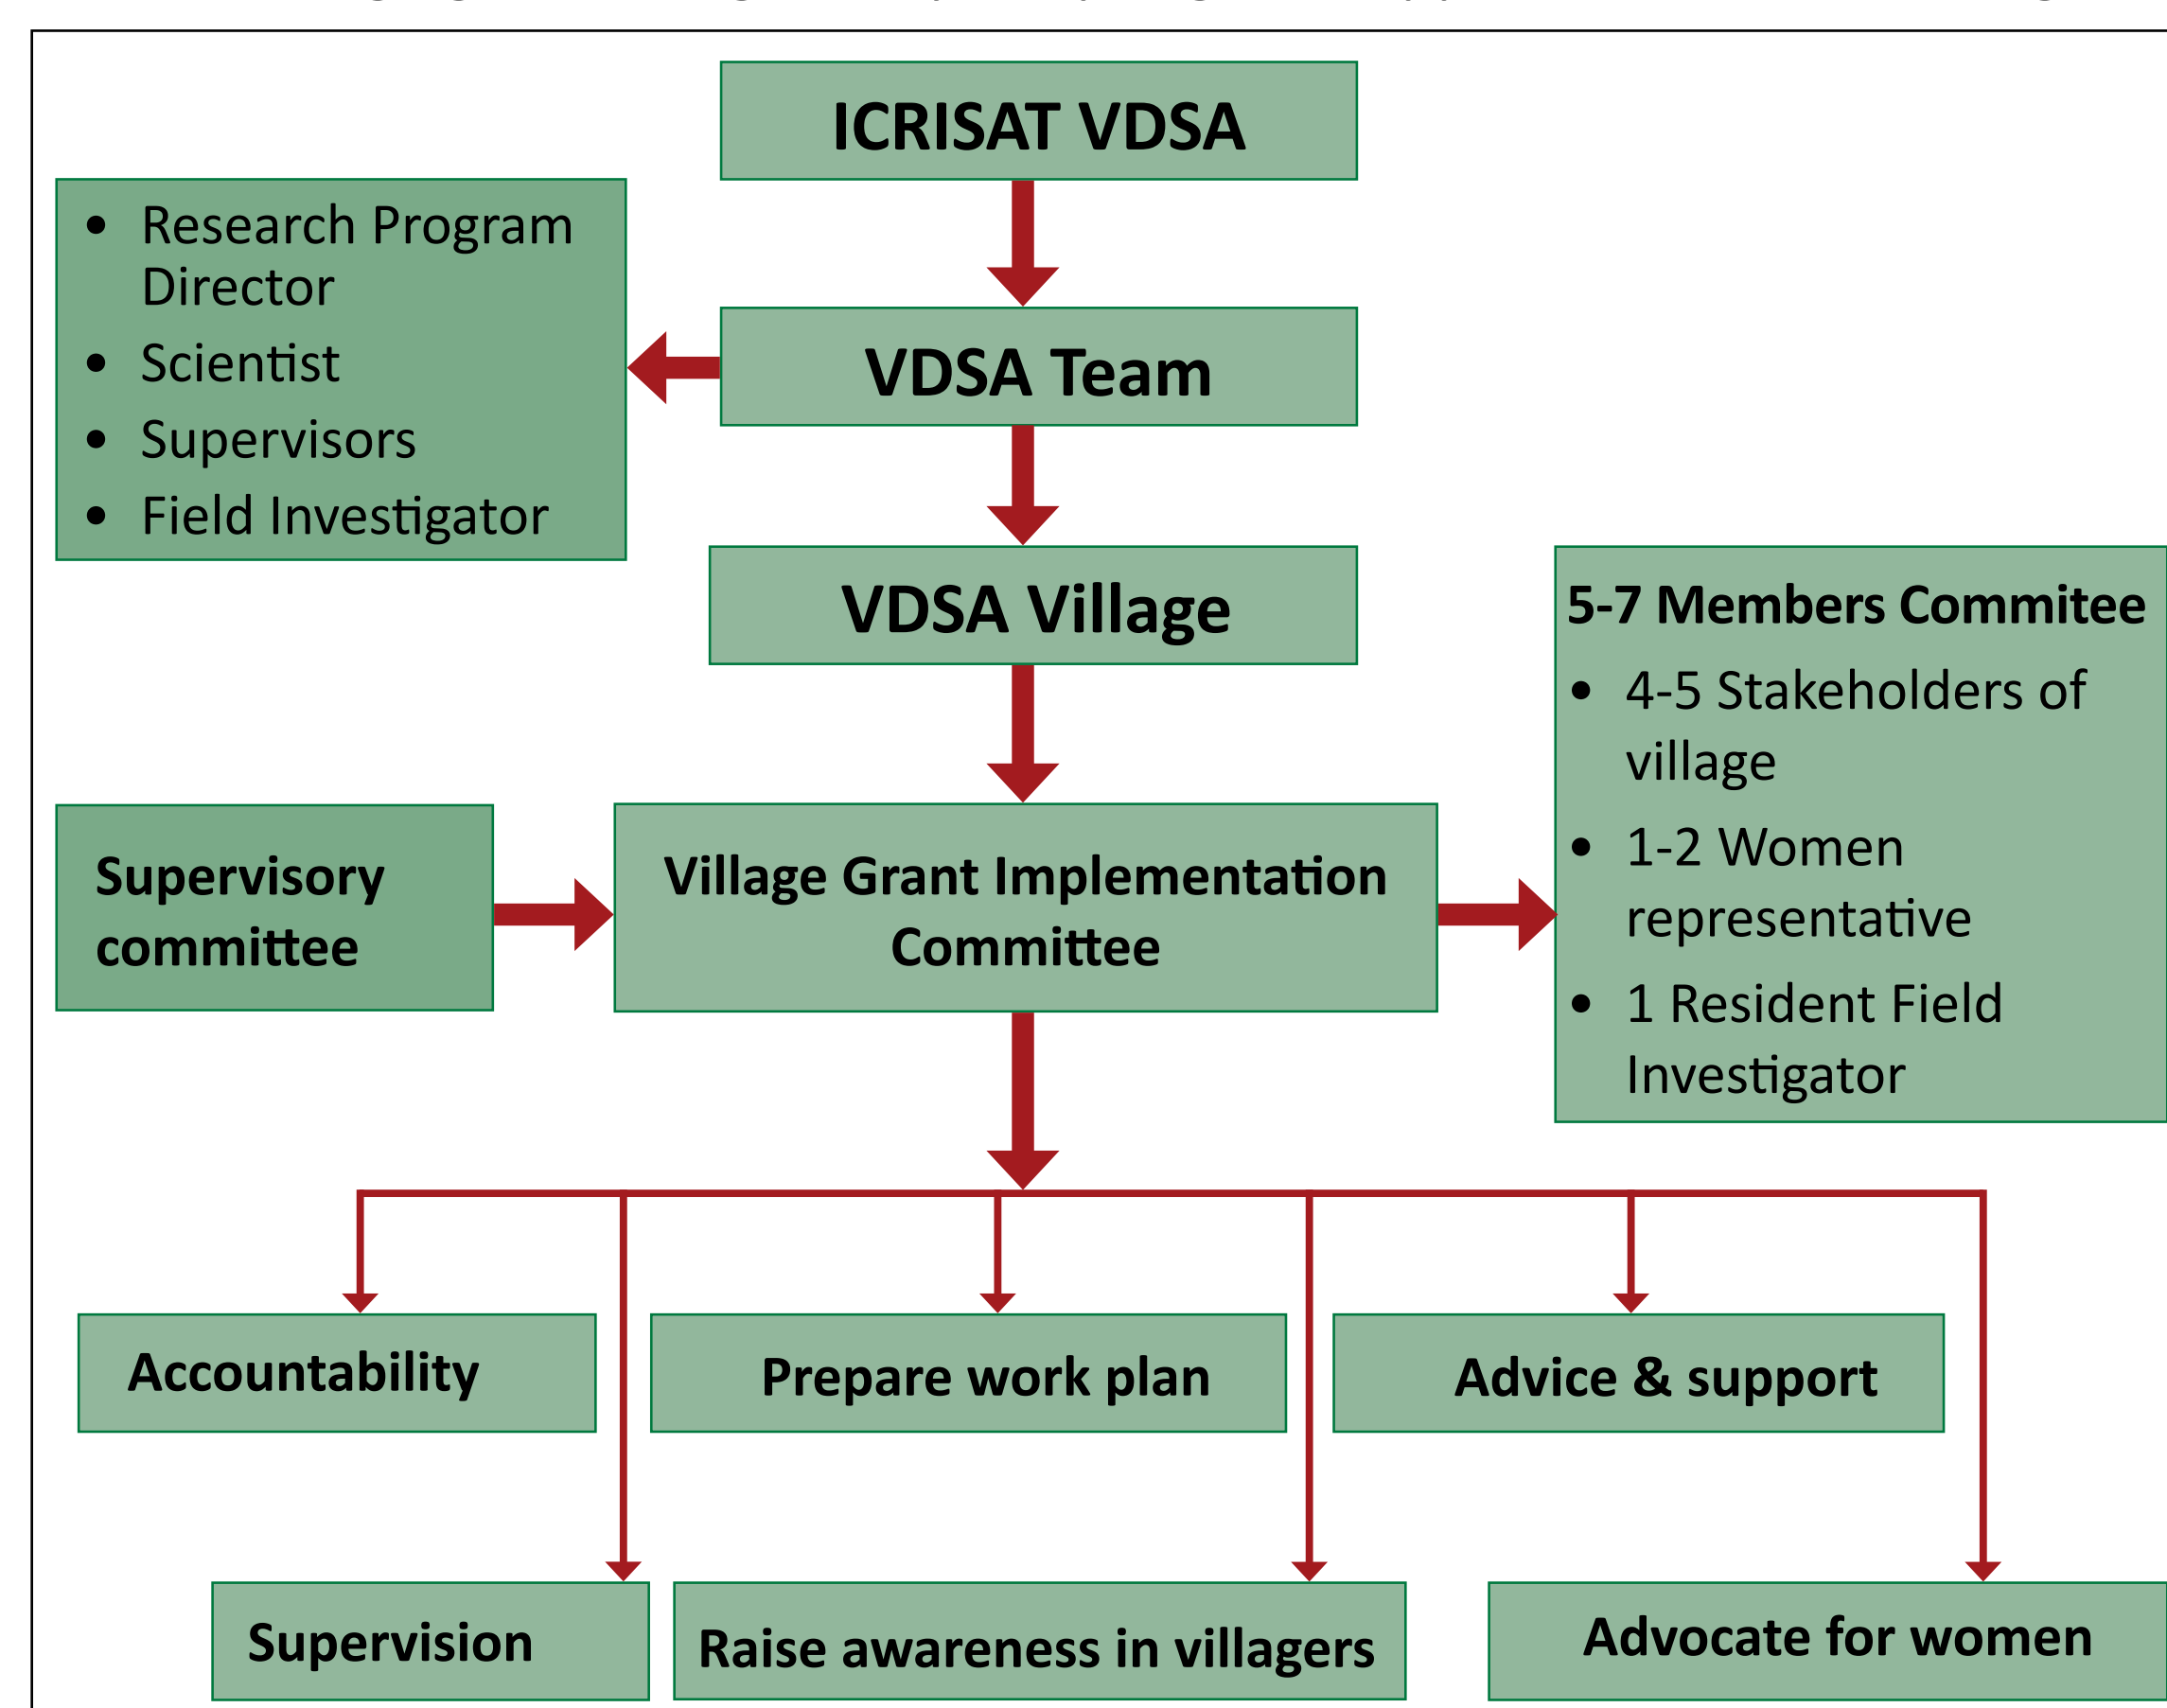 ICRISAT VDSA
• Research Program
Director
• Scientist
• Supervisors
• Field Investigator
VDSA Team
VDSA Village
5-7 Members Commitee
• 4-5 Stakeholders of
village
• 1-2 Women
representative
• 1 Resident Field
Investigator
Supervisory
committee
Village Grant Implementation
Committee
Accountability
Prepare work plan
Advice & support
Supervision
Raise awareness in villagers
Advocate for women